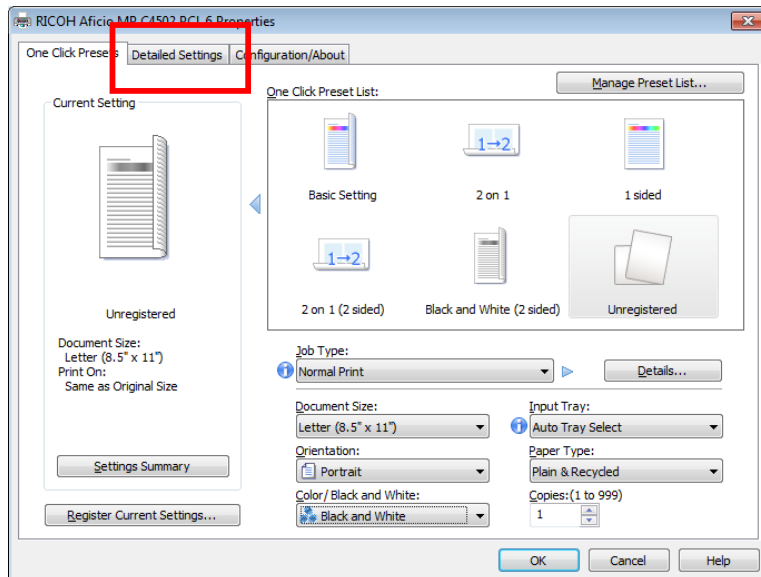 RICOH Aficio MP C4502 PCL 6 Properties
One Click Presets
Detailed Settings
Configuration/About
Current Setting
Unregistered
Document Size:
Letter (8.5" x 11")
Print On:
Same as Original Size
Settings Summary
Register Current Settings...
One Click Preset List:
Manage Preset List...
1→2
Basic Setting
2 on 1
1 sided
1→2
2 on 1 (2 sided)
Black and White (2 sided)
Unregistered
Job Type:
Normal Print
Details...
Document Size:
Input Tray:
Letter (8.5" x 11")
Auto Tray Select
Orientation:
Paper Type:
Portrait
Plain & Recycled
Color/ Black and White:
Copies:(1 to 999)
Black and White
1
OK
Cancel
Help